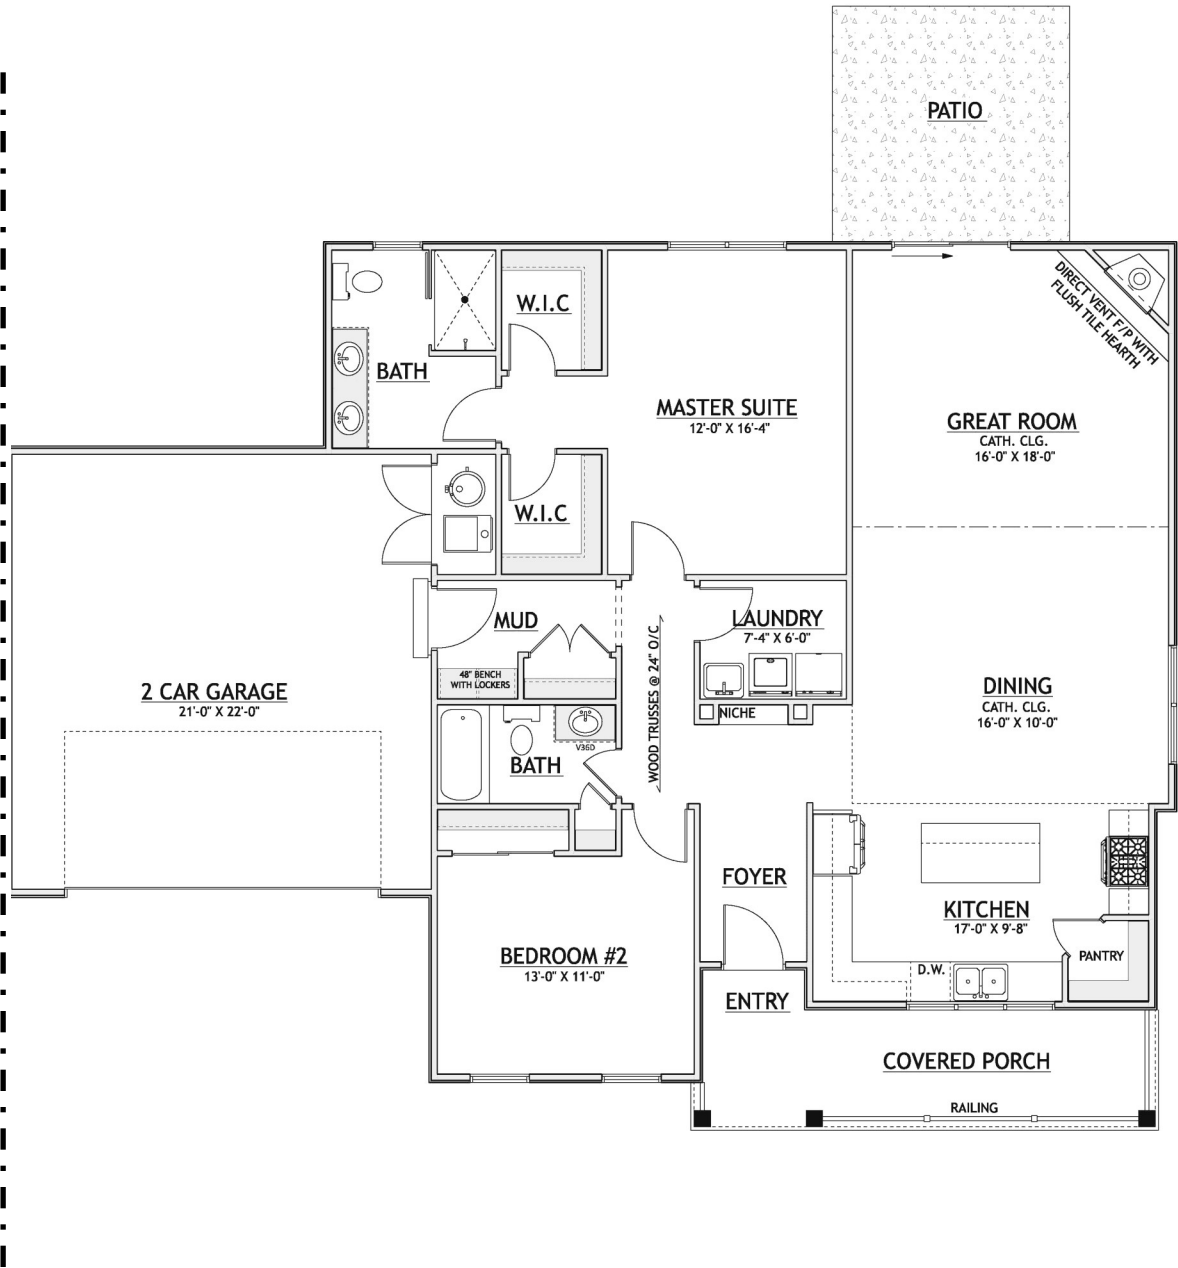 PATIO
DIRECT VENT F/P WITH
FLUSH TILE HEARTH
W.I.C
BATH
MASTER SUITE
12'-0" X 16'-4"
GREAT ROOM
CATH. CLG.
16'-0" X 18'-0"
W.I.C
MUD
LAUNDRY
7'-4" X 6'-0"
48" BENCH
WITH LOCKERS
WOOD TRUSSES @ 24" O/C
2 CAR GARAGE
21'-0" X 22'-0"
DINING
CATH. CLG.
16'-0" X 10'-0"
NICHE
V36D
BATH
FOYER
KITCHEN
17'-0" X 9'-8"
BEDROOM #2
13'-0" X 11'-0"
PANTRY
D.W.
ENTRY
COVERED PORCH
RAILING